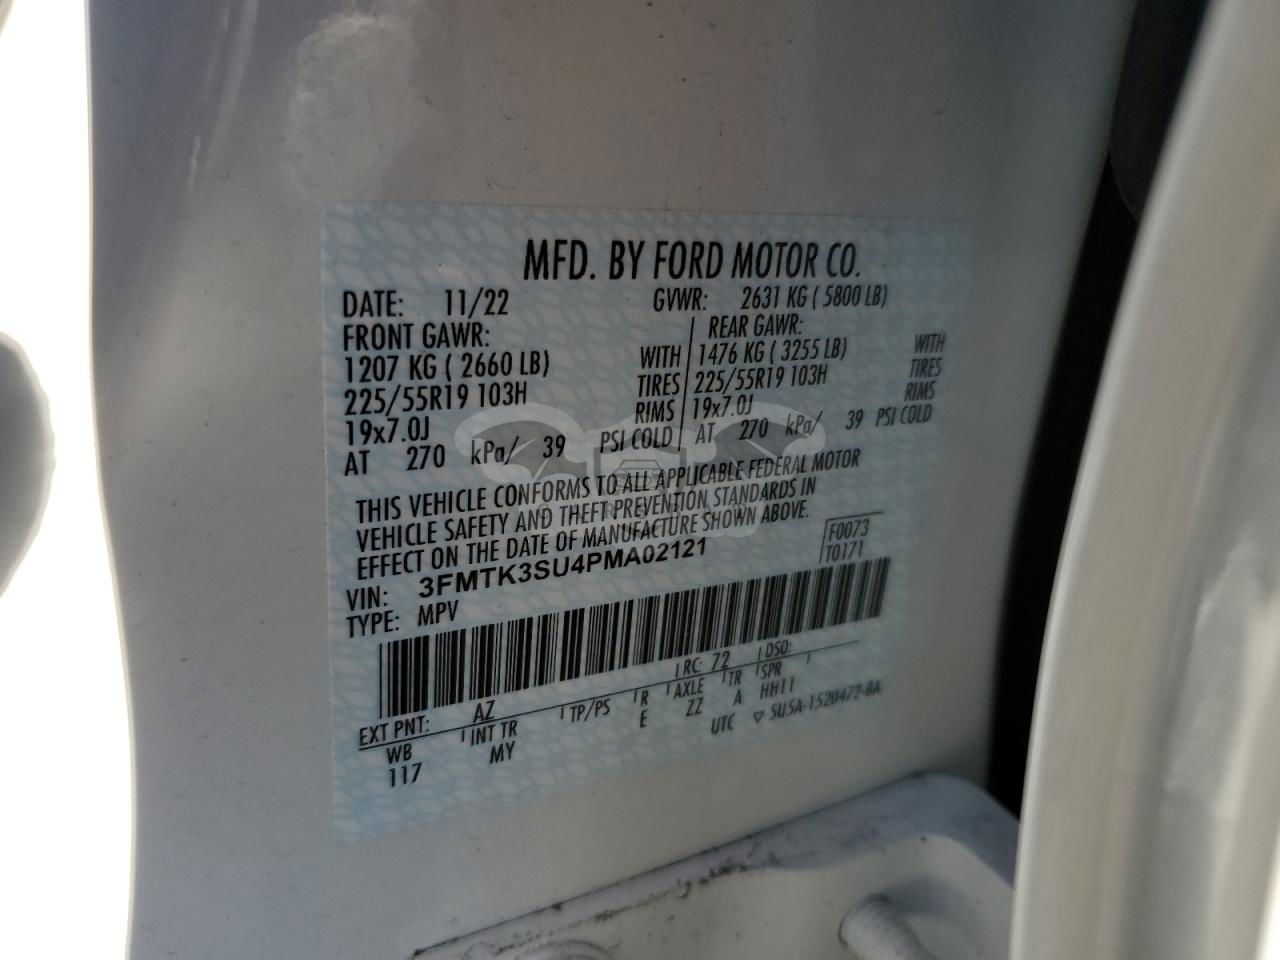 MFD. BY FORD MOTOR CO.
DATE: 11/22 GVWR: 2631 KG ( 5800 LB)
FRONT GAWR: REAR GAWR:
1207 KG ( 2660 LB) WITH 1476 KG ( 3255 LB) WITH
225/55R19 103H TIRES 225/55R19 103H TIRES
19x7.0J RIMS 19x7.0J RIMS
AT 270 kPa/ 39 PSI COLD AT 270 kPa/ 39 PSI COLD
THIS VEHICLE CONFORMS TO ALL APPLICABLE FEDERAL MOTOR
VEHICLE SAFETY AND THEFT PREVENTION STANDARDS IN
EFFECT ON THE DATE OF MANUFACTURE SHOWN ABOVE.
F0073
T0171
VIN: 3FMTK3SU4PMA02121
TYPE: MPV
EXT PNT: AZ RC: 72 DSO:
WB INT TR TP/PS R AXLE TR SPR
117 MY E ZZ A HH11
UTC ▽ 5U5A-1520472-BA